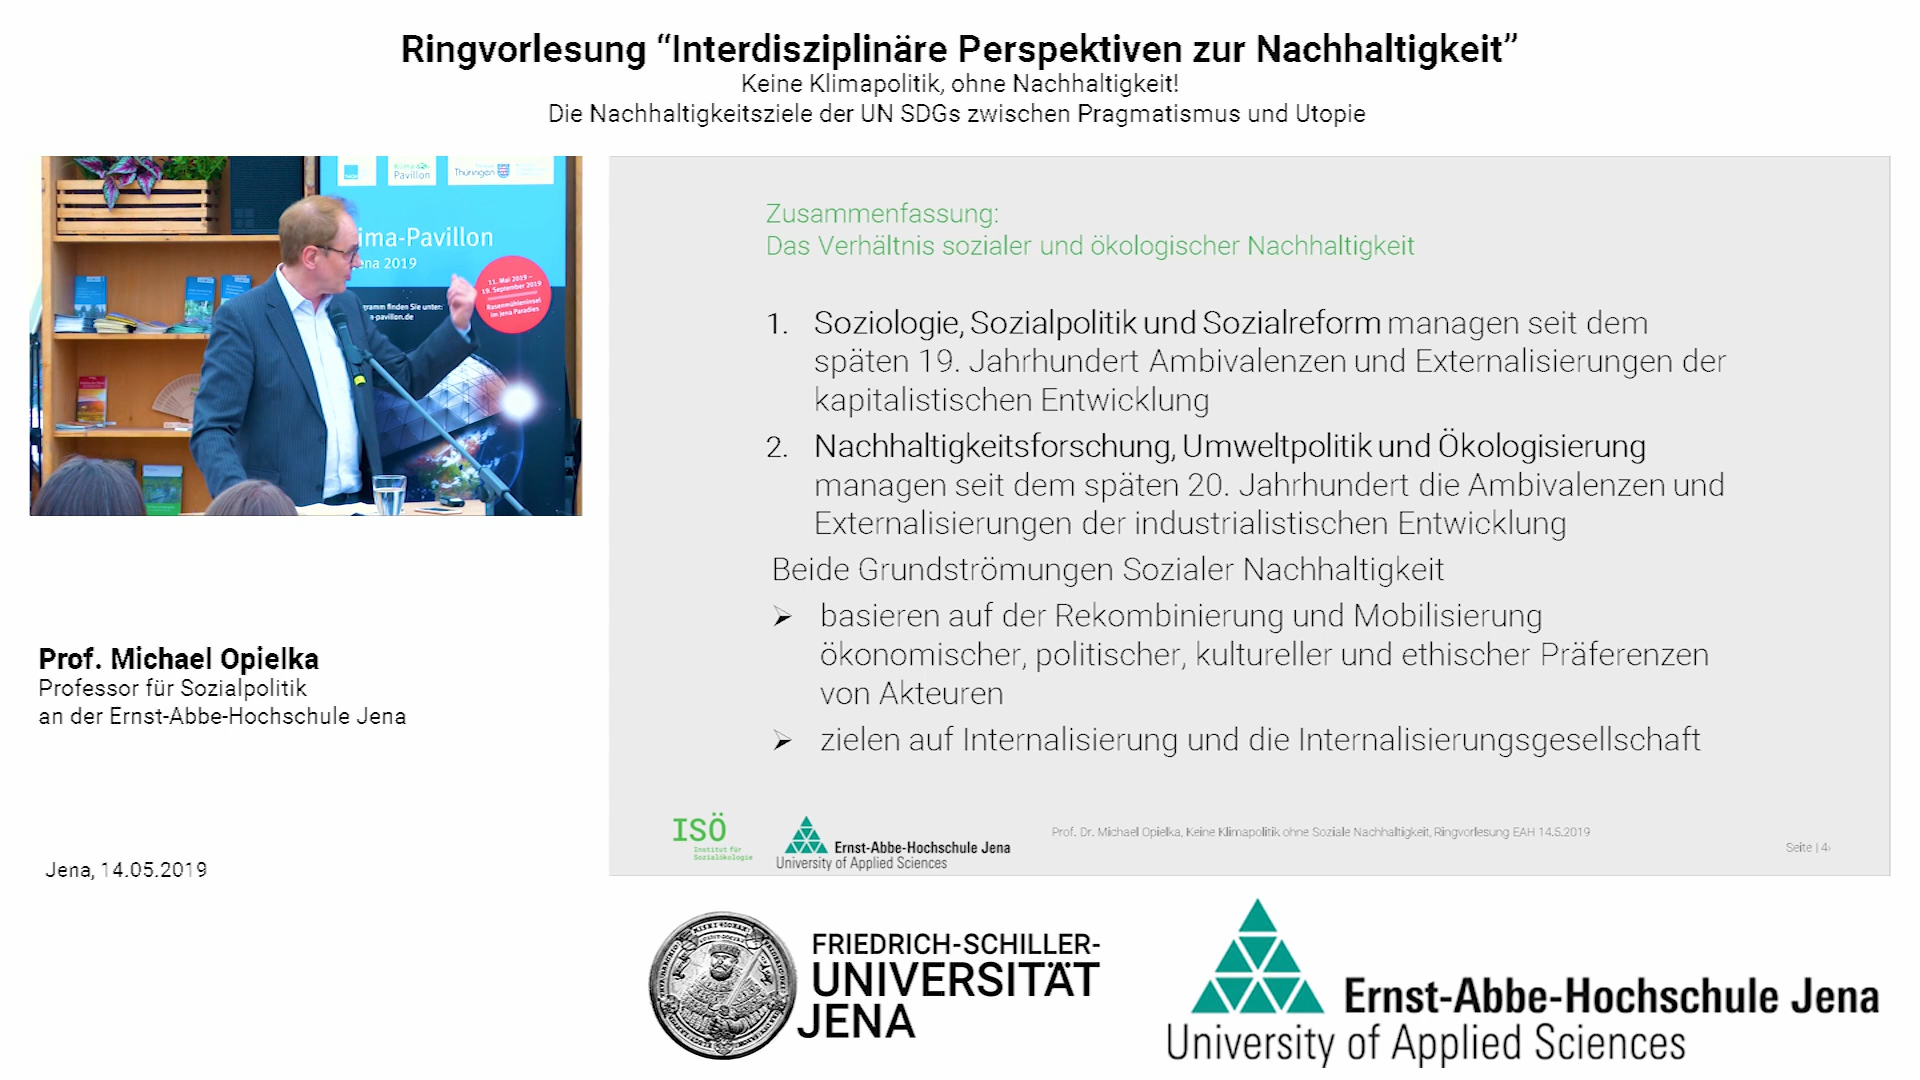 Ringvorlesung “Interdisziplinäre Perspektiven zur Nachhaltigkeit”
Keine Klimapolitik, ohne Nachhaltigkeit!
Die Nachhaltigkeitsziele der UN SDGs zwischen Pragmatismus und Utopie
Klima-
Pavillon
Thüringen
ima-Pavillon
ena 2019
11. Mai 2019 –
19. September 2019
Rasenmühleninsel
im Jena Paradies
gramm finden Sie unter:
a-pavillon.de
Zusammenfassung:
Das Verhältnis sozialer und ökologischer Nachhaltigkeit
1. Soziologie, Sozialpolitik und Sozialreform managen seit dem
späten 19. Jahrhundert Ambivalenzen und Externalisierungen der
kapitalistischen Entwicklung
2. Nachhaltigkeitsforschung, Umweltpolitik und Ökologisierung
managen seit dem späten 20. Jahrhundert die Ambivalenzen und
Externalisierungen der industrialistischen Entwicklung
Beide Grundströmungen Sozialer Nachhaltigkeit
➢ basieren auf der Rekombinierung und Mobilisierung
ökonomischer, politischer, kultureller und ethischer Präferenzen
von Akteuren
➢ zielen auf Internalisierung und die Internalisierungsgesellschaft
ISÖ
Institut für
Sozialökologie
Ernst-Abbe-Hochschule Jena
University of Applied Sciences
Prof. Dr. Michael Opielka, Keine Klimapolitik ohne Soziale Nachhaltigkeit, Ringvorlesung EAH 14.5.2019
Seite | 4
Prof. Michael Opielka
Professor für Sozialpolitik
an der Ernst-Abbe-Hochschule Jena
Jena, 14.05.2019
FRIEDRICH-SCHILLER-
UNIVERSITÄT
JENA
Ernst-Abbe-Hochschule Jena
University of Applied Sciences